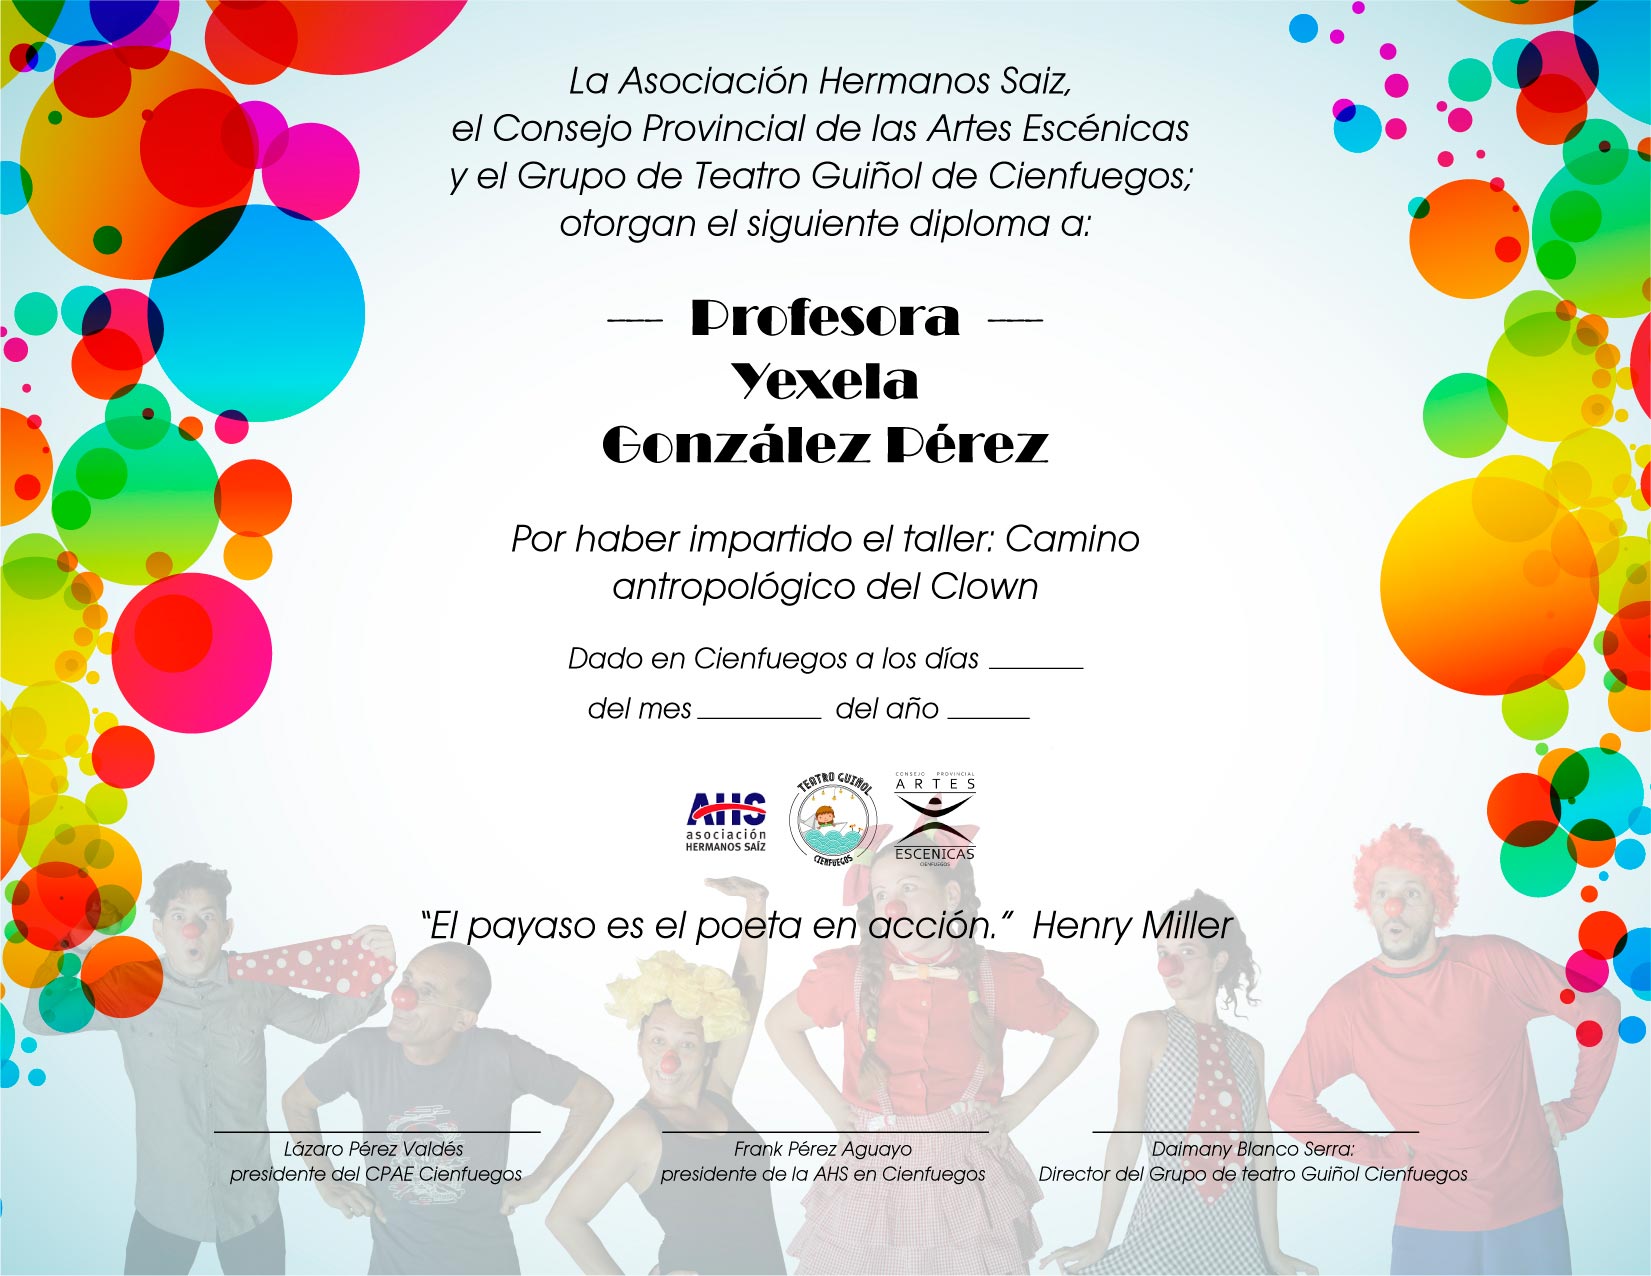 La Asociación Hermanos Saiz,
el Consejo Provincial de las Artes Escénicas
y el Grupo de Teatro Guiñol de Cienfuegos;
otorgan el siguiente diploma a:
--- Profesora ---
Yexela
González Pérez
Por haber impartido el taller: Camino
antropológico del Clown
Dado en Cienfuegos a los días ______
del mes ________ del año ______
AHS
asociación
HERMANOS SAÍZ
TEATRO GUIÑOL
CIENFUEGOS
CONSEJO PROVINCIAL
ARTES
ESCENICAS
CIENFUEGOS
“El payaso es el poeta en acción.” Henry Miller
Lázaro Pérez Valdés
presidente del CPAE Cienfuegos
Frank Pérez Aguayo
presidente de la AHS en Cienfuegos
Daimany Blanco Serra:
Director del Grupo de teatro Guiñol Cienfuegos